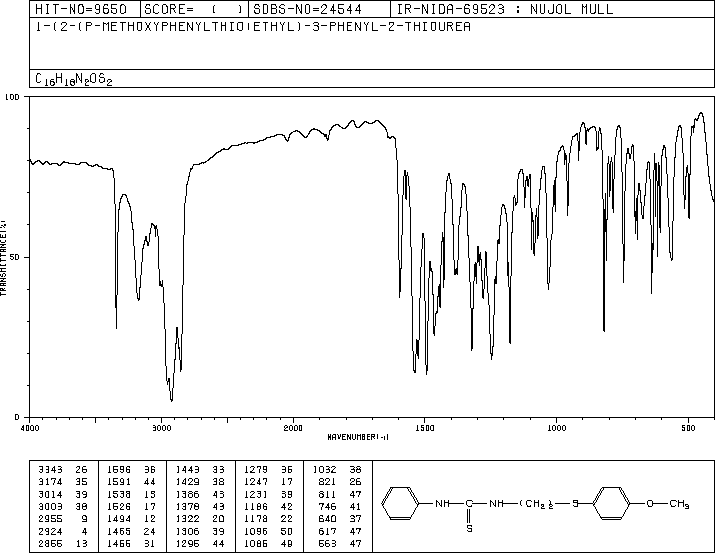 HIT-NO=9650 SCORE= ( ) SDBS-NO=24544 IR-NIDA-69523 : NUJOL MULL
1-(2-(P-METHOXYPHENYLTHIO)ETHYL)-3-PHENYL-2-THIOUREA
C16H18N2OS2
100
50
0
TRANSMITTANCE(%)
4000 3000 2000 1500 1000 500
WAVENUMBER(-1)
3343 26 1596 36 1443 33 1279 36 1032 38
3174 35 1591 44 1429 38 1247 17 821 26
3014 39 1538 13 1386 43 1231 39 811 47
3003 38 1526 17 1378 43 1186 42 746 41
2955 9 1494 12 1322 20 1178 22 640 37
2924 4 1465 24 1306 39 1096 50 617 47
2855 13 1456 31 1295 44 1086 49 563 47
NH C NH (CH2)2 S O CH3
S